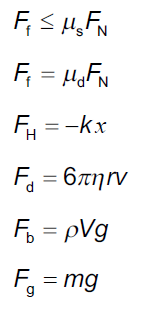 F_f ≤ μ_s F_N
F_f = μ_d F_N
F_H = −kx
F_d = 6πηrv
F_b = ρVg
F_g = mg